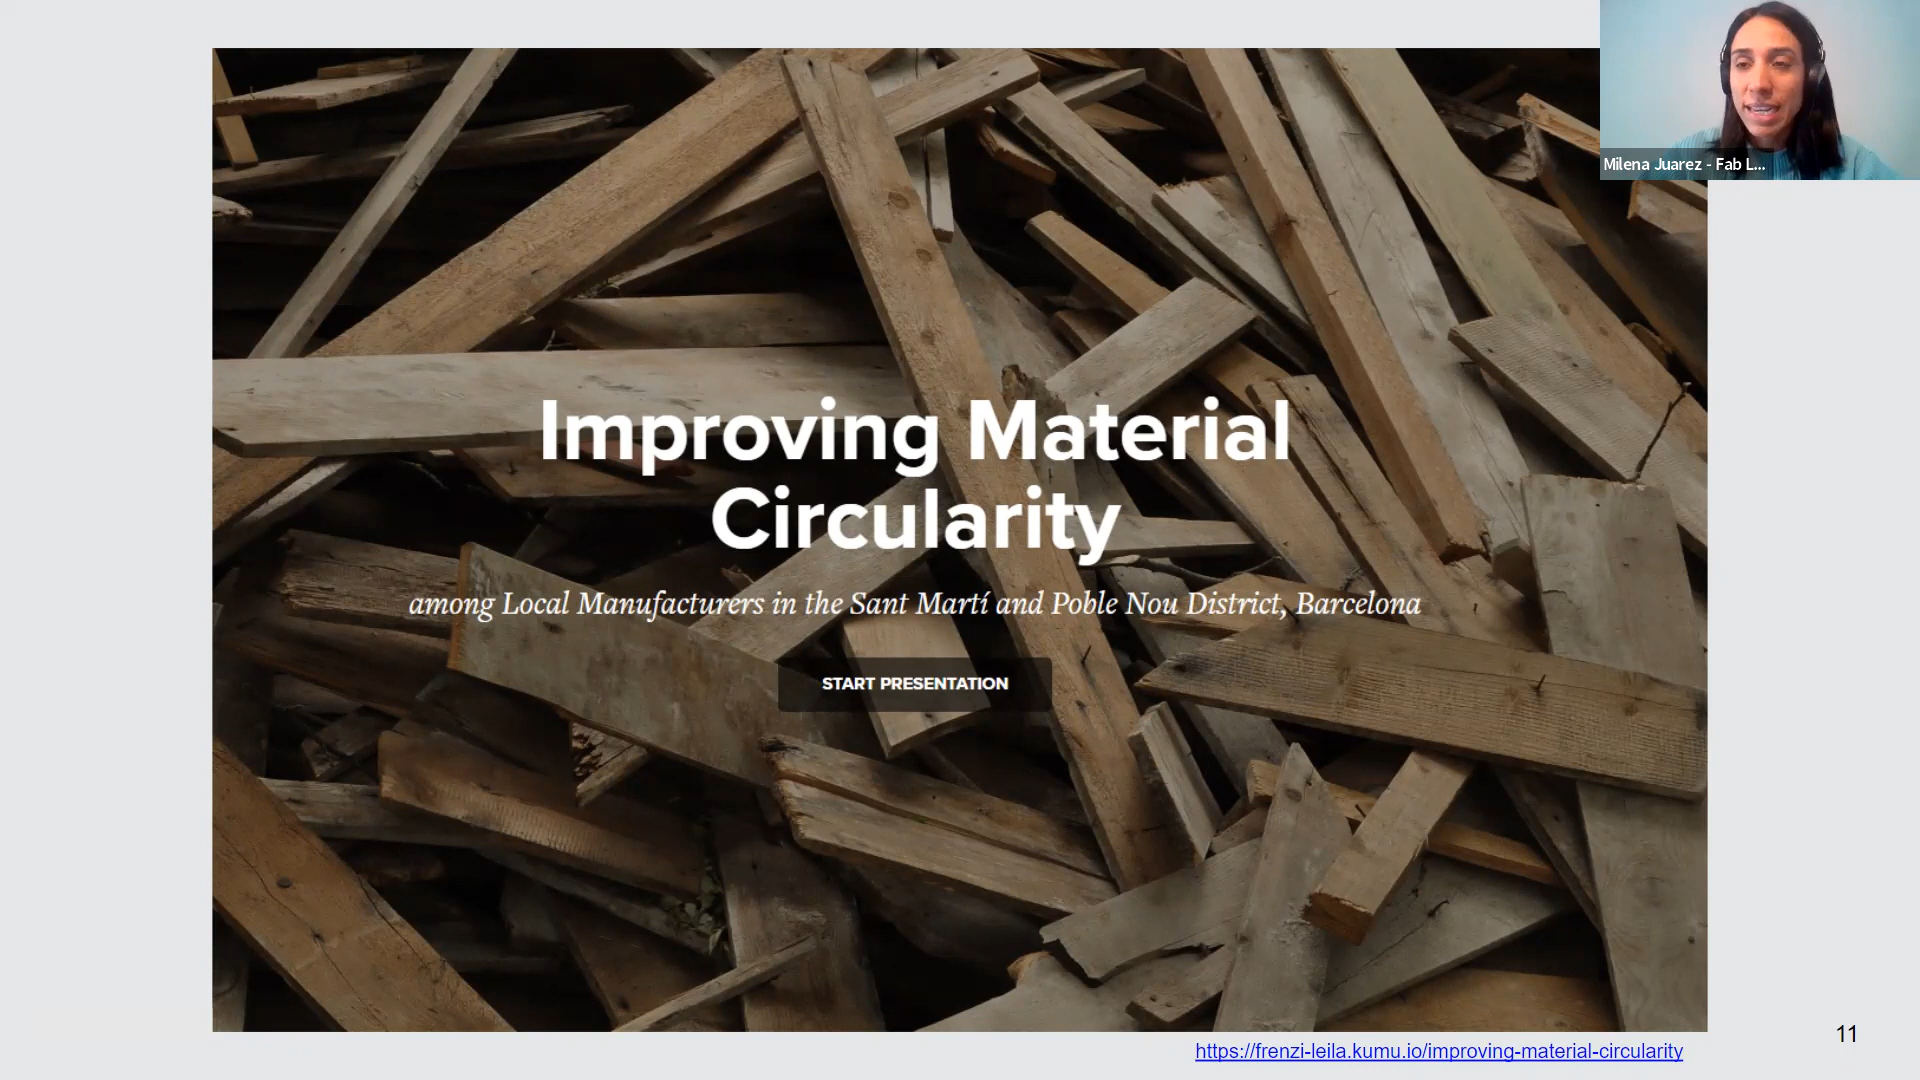 Milena Juarez - Fab L...
Improving Material
Circularity
among Local Manufacturers in the Sant Martí and Poble Nou District, Barcelona
START PRESENTATION
11
https://frenzi-leila.kumu.io/improving-material-circularity